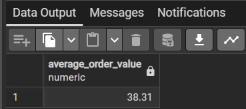 Data Output Messages Notifications
average_order_value
numeric
1 38.31